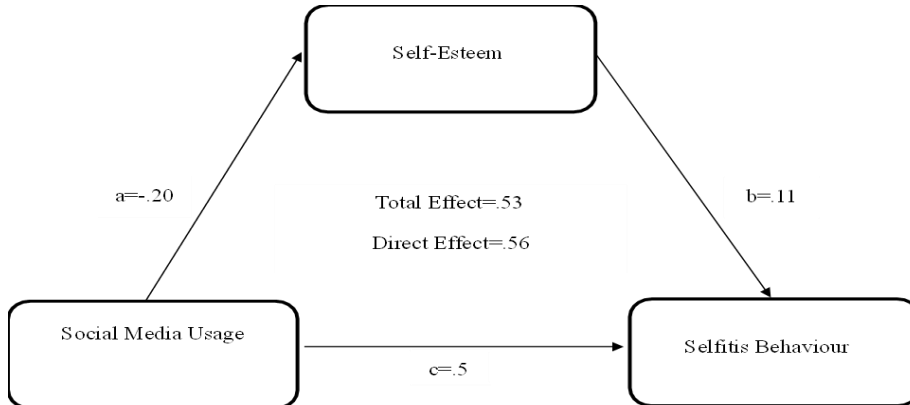 Self-Esteem
a=-.20
b=.11
Total Effect=.53
Direct Effect=.56
Social Media Usage
Selfitis Behaviour
c=.5